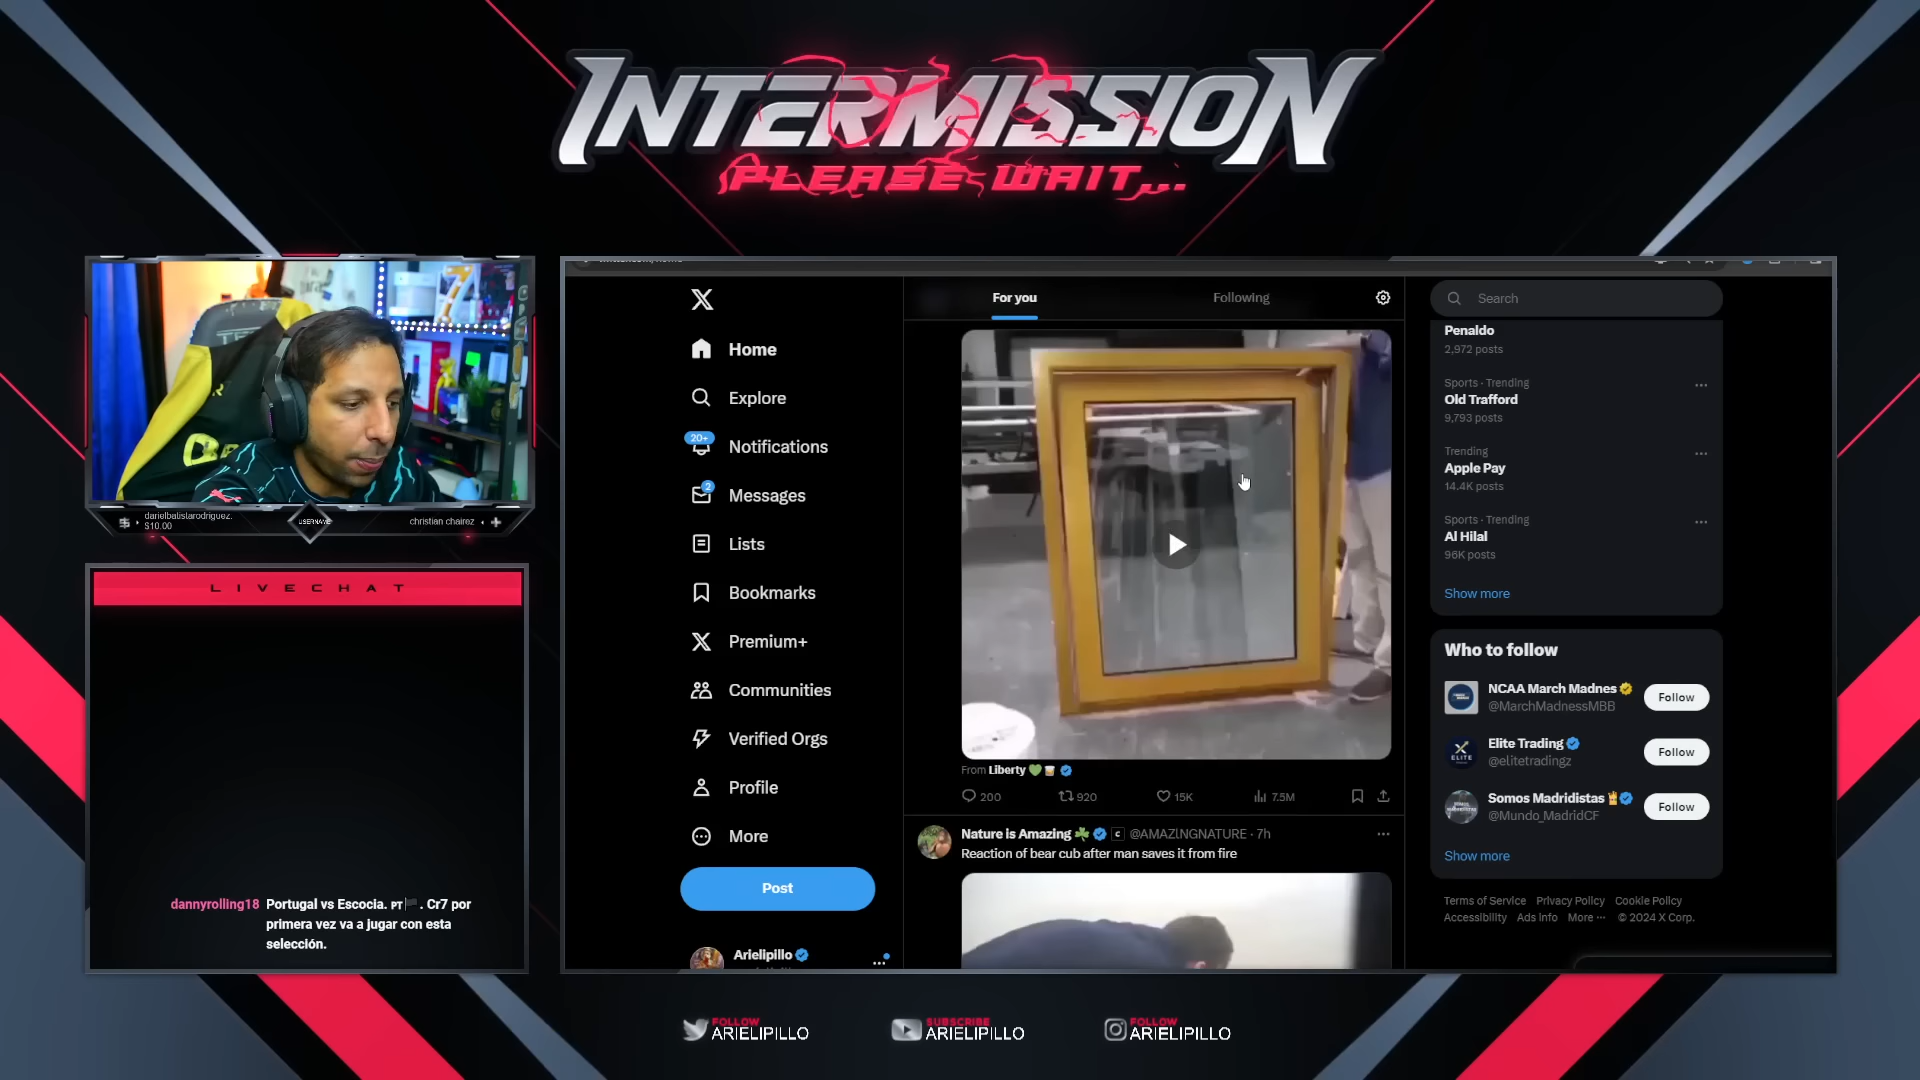 INTERMISSION
PLEASE WAIT...
darielbatistarodriguez.
$10.00
USERNAME
christian chairez
LIVECHAT
dannyrolling18 Portugal vs Escocia. PT🏴. Cr7 por
primera vez va a jugar con esta
selección.
Home
Explore
20+
Notifications
2
Messages
Lists
Bookmarks
Premium+
Communities
Verified Orgs
Profile
More
Post
Arielipillo
For you
Following
From Liberty
200
920
15K
7.5M
Nature is Amazing @AMAZINGNATURE · 7h
Reaction of bear cub after man saves it from fire
Search
Penaldo
2,972 posts
Sports · Trending
Old Trafford
9,793 posts
Trending
Apple Pay
14.4K posts
Sports · Trending
Al Hilal
96K posts
Show more
Who to follow
NCAA March Madnes
@MarchMadnessMBB
Follow
Elite Trading
@elitetradingz
Follow
Somos Madridistas
@Mundo_MadridCF
Follow
Show more
Terms of Service Privacy Policy Cookie Policy
Accessibility Ads info More ··· © 2024 X Corp.
FOLLOW
ARIELIPILLO
SUBSCRIBE
ARIELIPILLO
FOLLOW
ARIELIPILLO